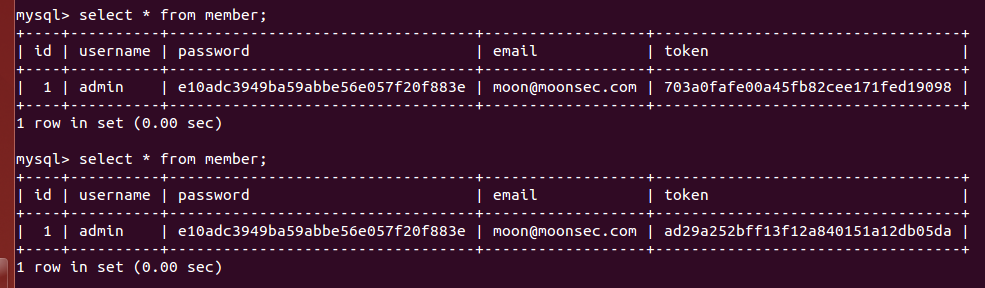 mysql> select * from member;
+----+----------+----------------------------------+------------------+----------------------------------+
| id | username | password | email | token |
+----+----------+----------------------------------+------------------+----------------------------------+
| 1 | admin | e10adc3949ba59abbe56e057f20f883e | moon@moonsec.com | 703a0fafe00a45fb82cee171fed19098 |
+----+----------+----------------------------------+------------------+----------------------------------+
1 row in set (0.00 sec)
mysql> select * from member;
+----+----------+----------------------------------+------------------+----------------------------------+
| id | username | password | email | token |
+----+----------+----------------------------------+------------------+----------------------------------+
| 1 | admin | e10adc3949ba59abbe56e057f20f883e | moon@moonsec.com | ad29a252bff13f12a840151a12db05da |
+----+----------+----------------------------------+------------------+----------------------------------+
1 row in set (0.00 sec)